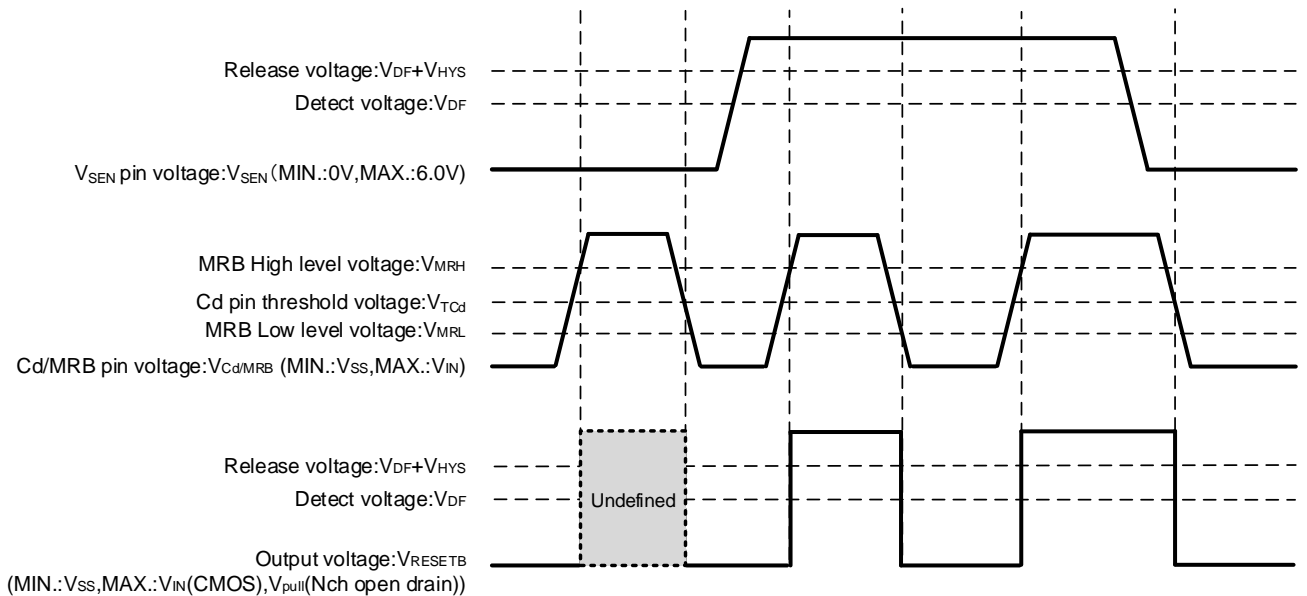 Release voltage:VDF+VHYS
Detect voltage:VDF
VSEN pin voltage:VSEN(MIN.:0V,MAX.:6.0V)
MRB High level voltage:VMRH
Cd pin threshold voltage:VTCd
MRB Low level voltage:VMRL
Cd/MRB pin voltage:VCd/MRB (MIN.:VSS,MAX.:VIN)
Release voltage:VDF+VHYS
Detect voltage:VDF
Undefined
Output voltage:VRESETB
(MIN.:VSS,MAX.:VIN(CMOS),Vpull(Nch open drain))